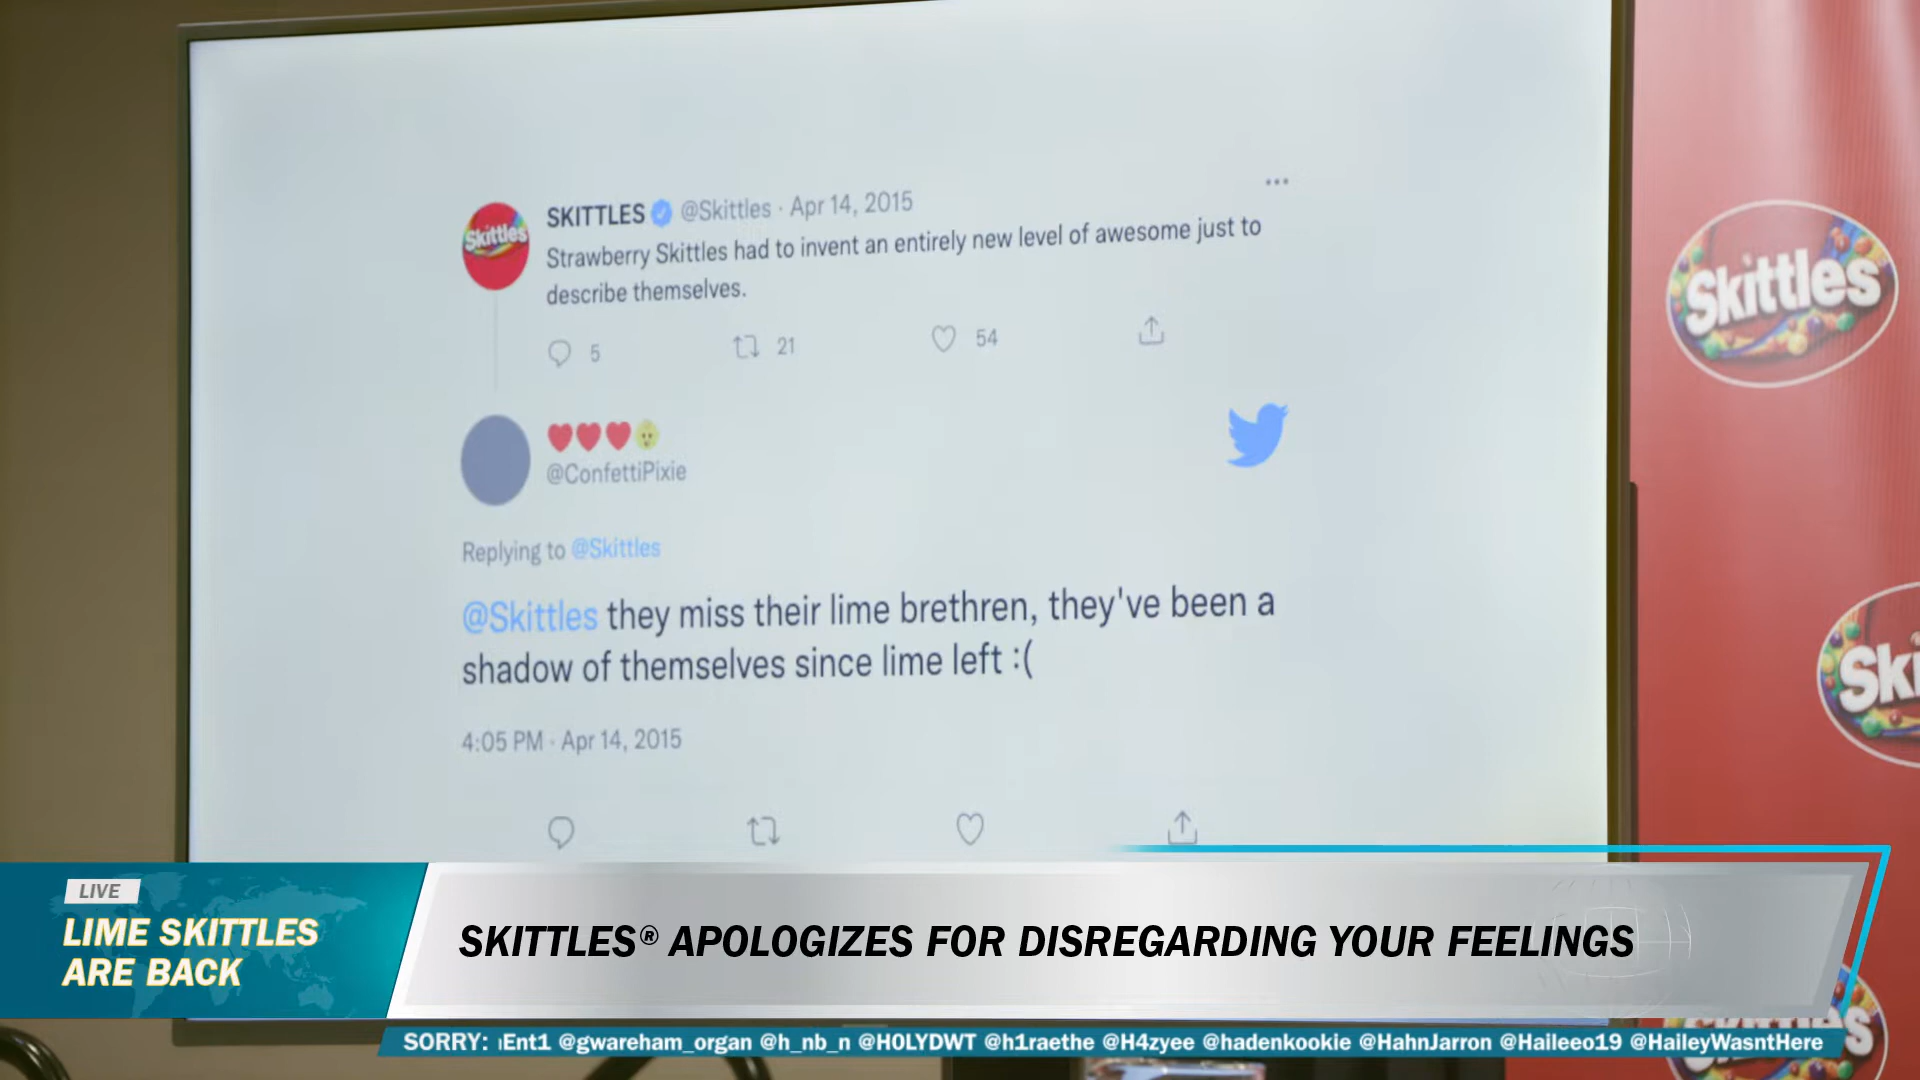 SKITTLES @Skittles · Apr 14, 2015
Strawberry Skittles had to invent an entirely new level of awesome just to
describe themselves.
5 21 54
@ConfettiPixie
Replying to @Skittles
@Skittles they miss their lime brethren, they've been a
shadow of themselves since lime left :(
4:05 PM · Apr 14, 2015
Skittles
Skittles
LIVE
LIME SKITTLES
ARE BACK
SKITTLES® APOLOGIZES FOR DISREGARDING YOUR FEELINGS
SORRY: Ent1 @gwareham_organ @h_nb_n @H0LYDWT @h1raethe @H4zyee @hadenkookie @HahnJarron @Haileeo19 @HaileyWasntHere